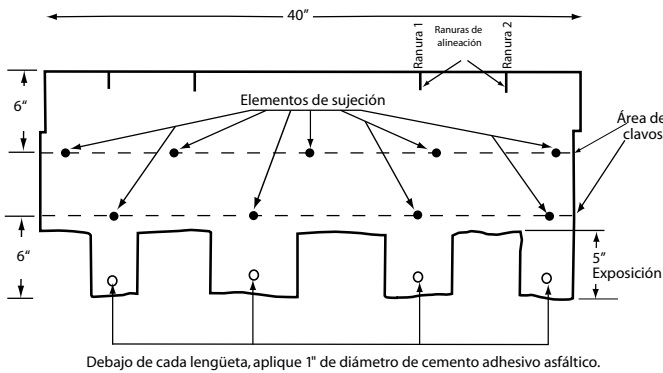 40"
Ranura 1
Ranuras de
alineación
Ranura 2
6"
Elementos de sujeción
Área de
clavos
6"
5"
Exposición
Debajo de cada lengüeta, aplique 1" de diámetro de cemento adhesivo asfáltico.